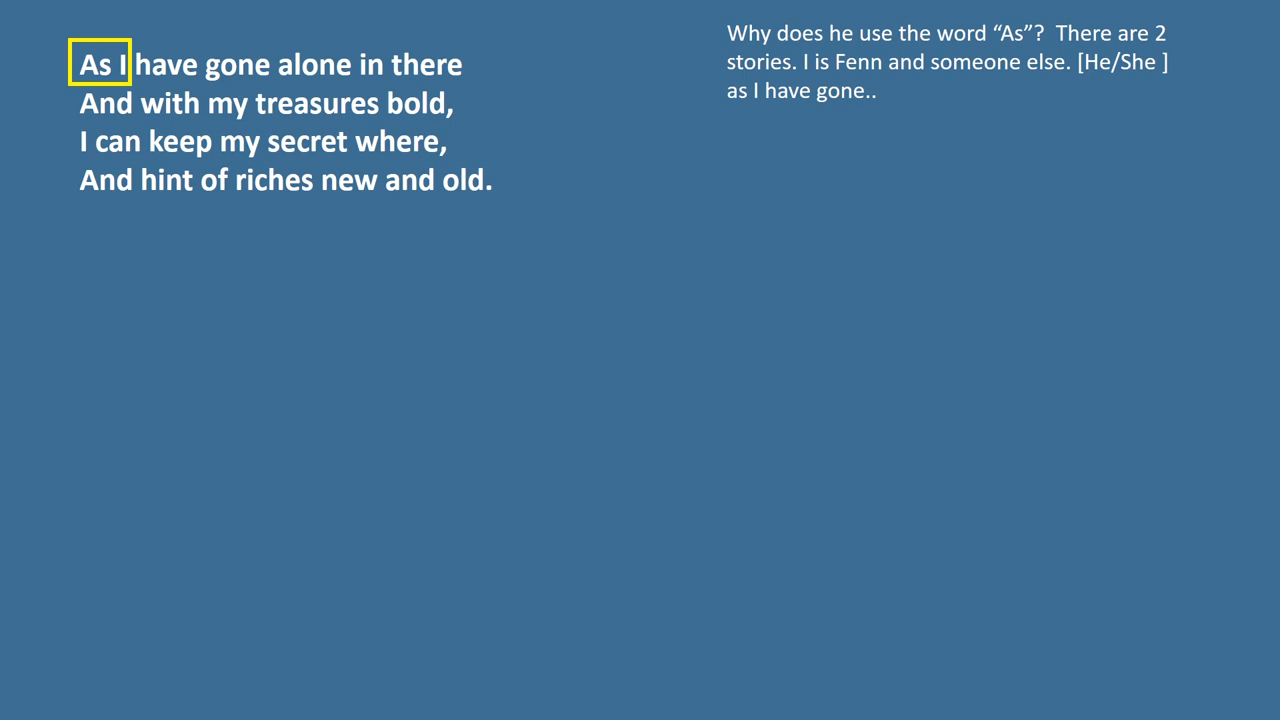 As I have gone alone in there
And with my treasures bold,
I can keep my secret where,
And hint of riches new and old.
Why does he use the word “As”?  There are 2
stories. I is Fenn and someone else. [He/She ]
as I have gone..